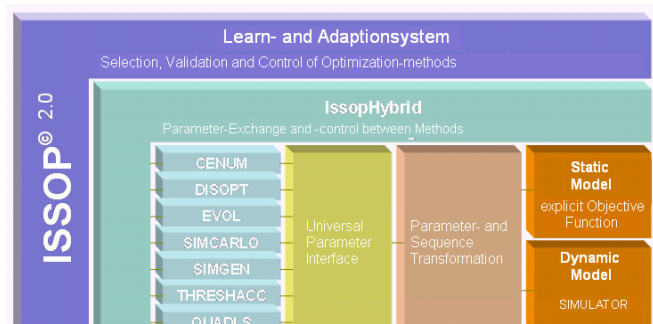 Learn- and Adaptionsystem
Selection, Validation and Control of Optimization-methods
ISSOP© 2.0
IssopHybrid
Parameter-Exchange and -control between Methods
CENUM
DISOPT
EVOL
SIMCARLO
SIMGEN
THRESHACC
QUADLS
Universal
Parameter
Interface
Parameter- and
Sequence
Transformation
Static
Model
explicit Objective
Function
Dynamic
Model
SIMULATOR